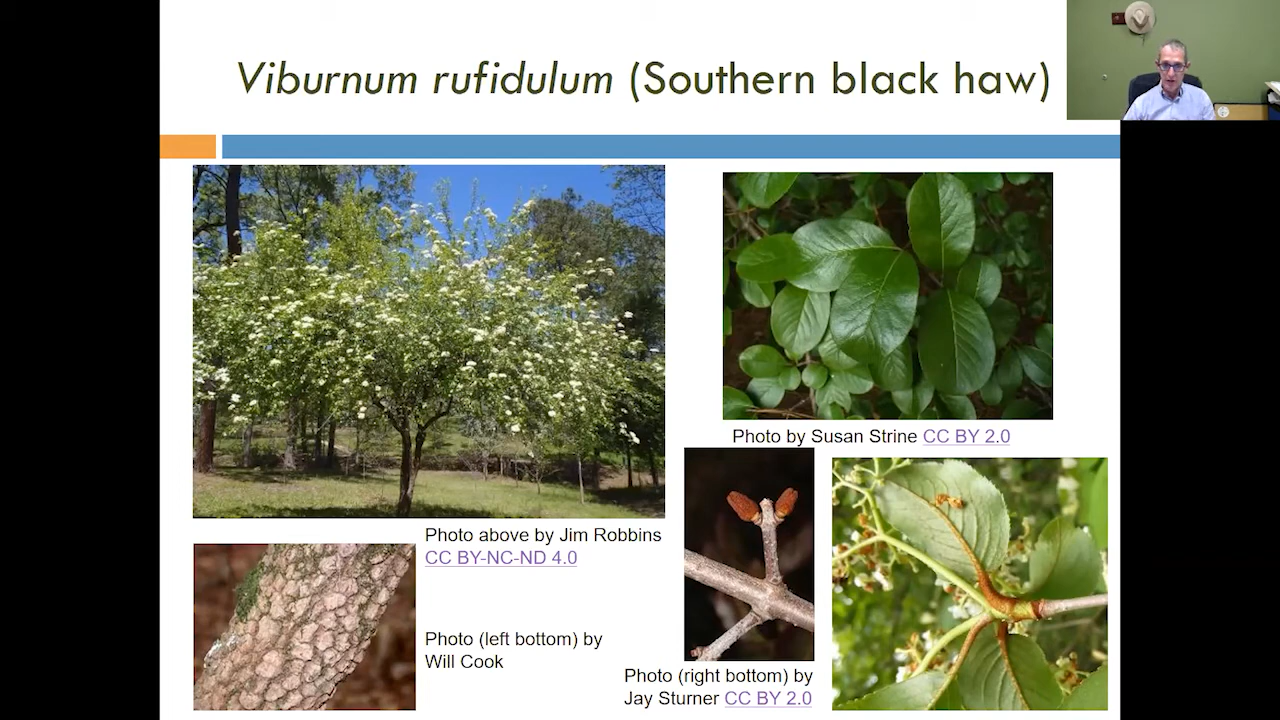 Viburnum rufidulum (Southern black haw)
Photo by Susan Strine CC BY 2.0
Photo above by Jim Robbins
CC BY-NC-ND 4.0
Photo (left bottom) by
Will Cook
Photo (right bottom) by
Jay Sturner CC BY 2.0